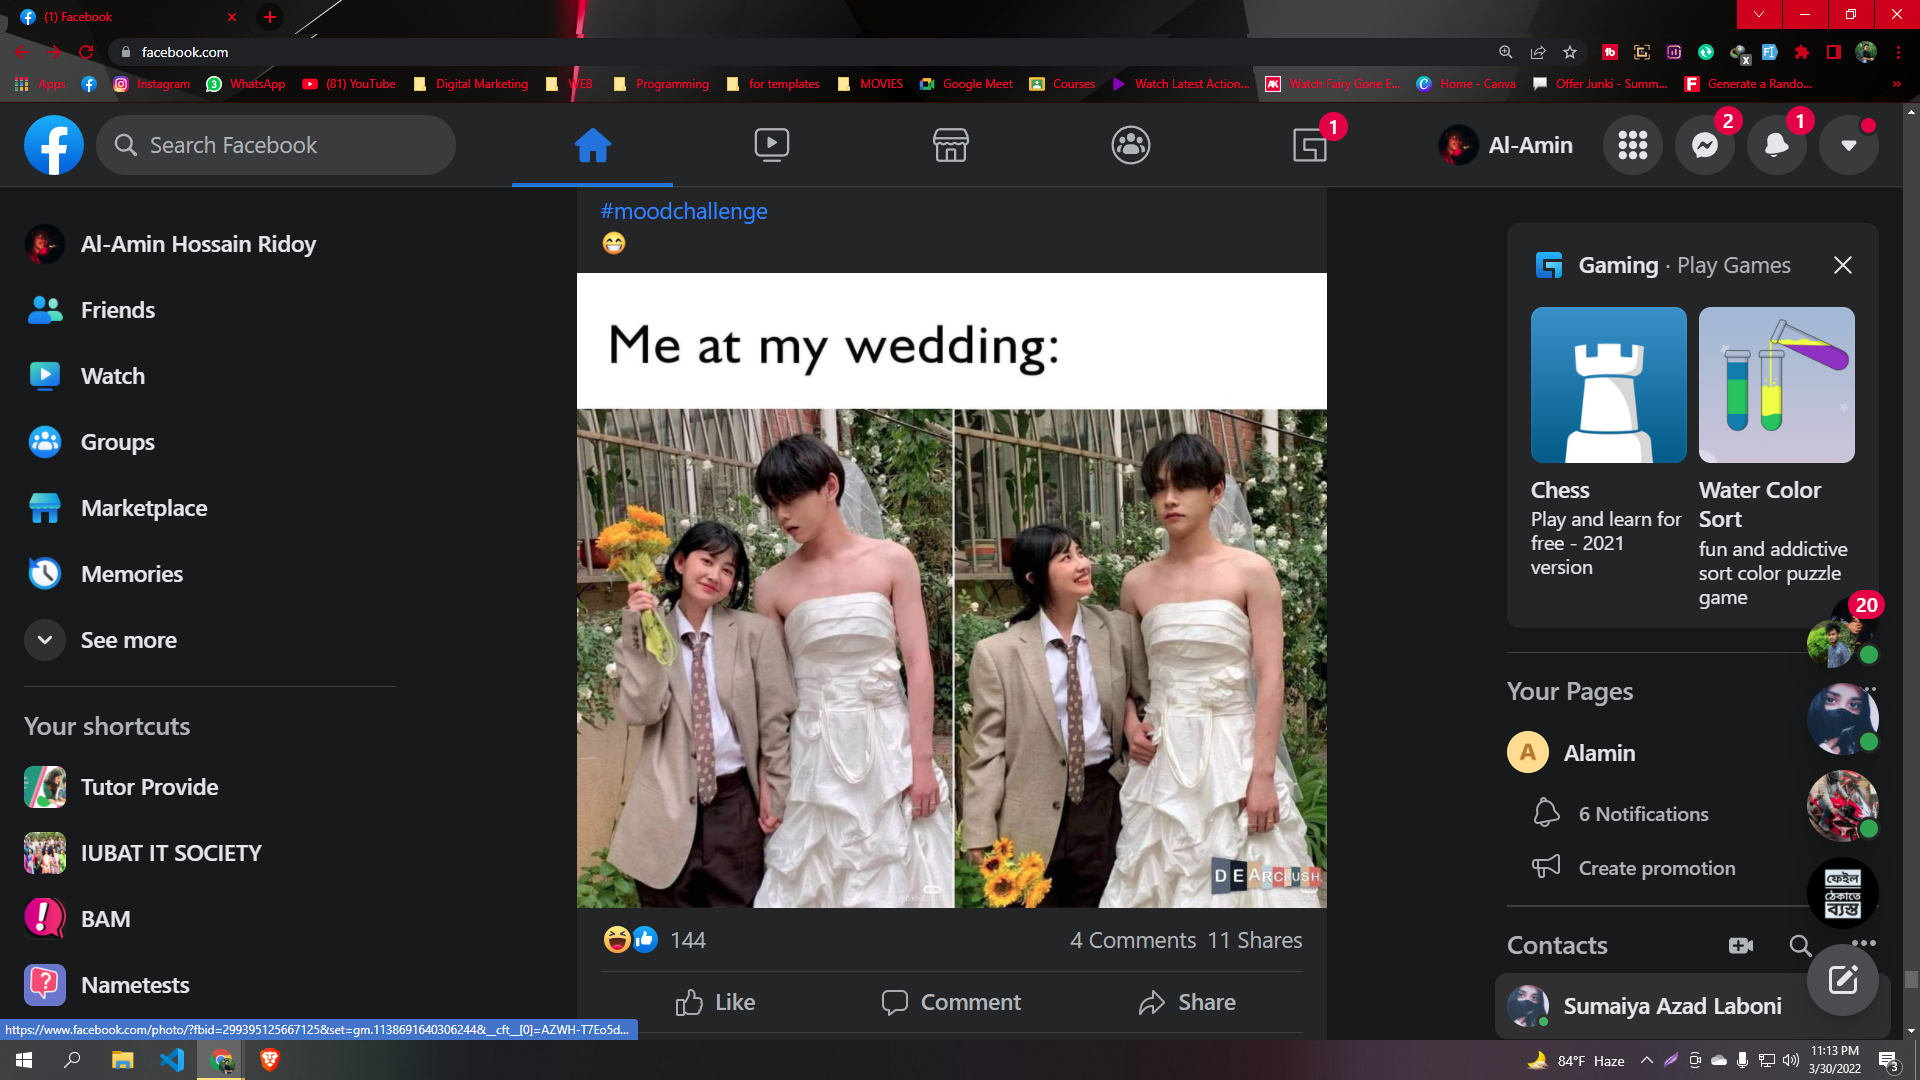 (1) Facebook
facebook.com
Apps
Instagram
WhatsApp
(81) YouTube
Digital Marketing
WEB
Programming
for templates
MOVIES
Google Meet
Courses
Watch Latest Action...
Watch Fairy Gone E...
Home - Canva
Offer Junki - Summ...
Generate a Rando...
Search Facebook
1
Al-Amin
2
1
Al-Amin Hossain Ridoy
Friends
Watch
Groups
Marketplace
Memories
See more
Your shortcuts
Tutor Provide
IUBAT IT SOCIETY
BAM
Nametests
#moodchallenge
Me at my wedding:
DEARCRUSH
144
4 Comments 11 Shares
Like
Comment
Share
Gaming · Play Games
Chess
Play and learn for
free - 2021
version
Water Color
Sort
fun and addictive
sort color puzzle
game
20
Your Pages
A
Alamin
6 Notifications
Create promotion
ফেইল
ঠেকাতে
ব্যস্ত
Contacts
Sumaiya Azad Laboni
https://www.facebook.com/photo/?fbid=299395125667125&set=gm.1138691640306244&__cft__[0]=AZWH-T7Eo5d...
84°F Haze
11:13 PM
3/30/2022
3